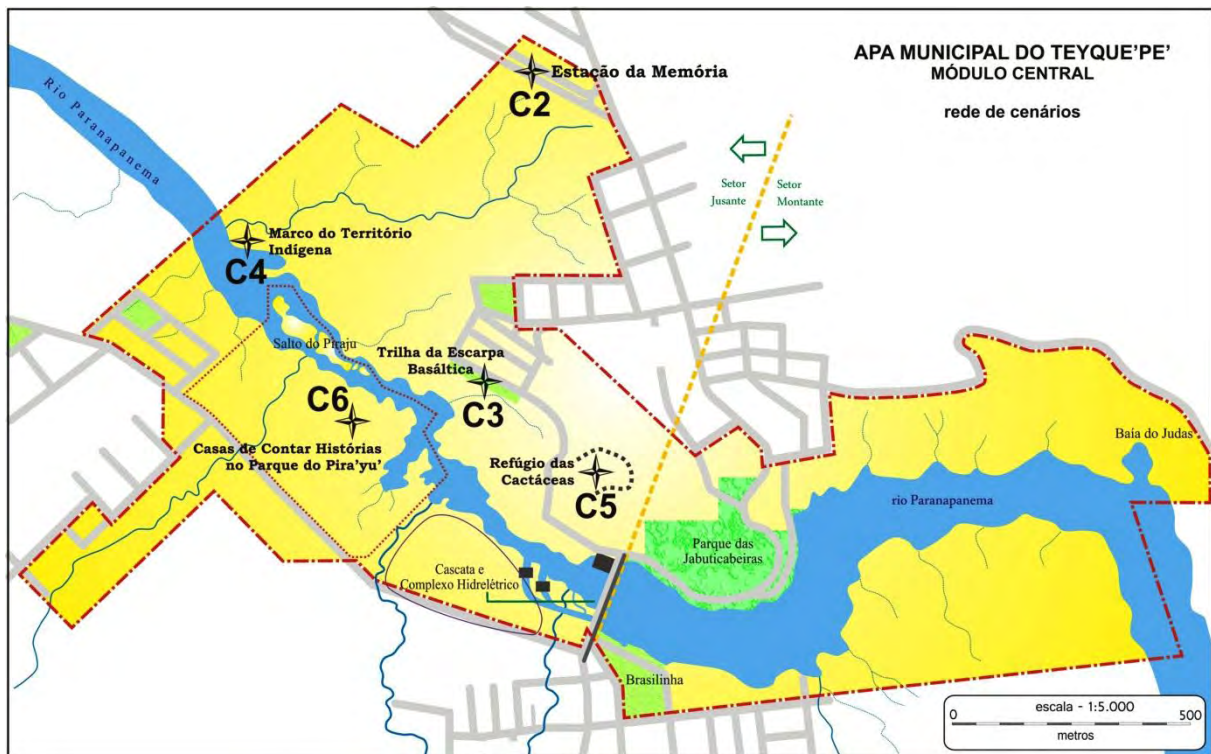 APA MUNICIPAL DO TEYQUE’PE’
MÓDULO CENTRAL
rede de cenários
Rio Paranapanema
Estação da Memória
C2
Setor
Jusante
Setor
Montante
Marco do Território
Indígena
C4
Salto do Piraju
Trilha da Escarpa
Basáltica
C3
C6
Casas de Contar Histórias
no Parque do Pira’yu’
Refúgio das
Cactáceas
C5
Baía do Judas
rio Paranapanema
Parque das
Jabuticabeiras
Cascata e
Complexo Hidrelétrico
Brasilinha
escala - 1:5.000
0 500
metros